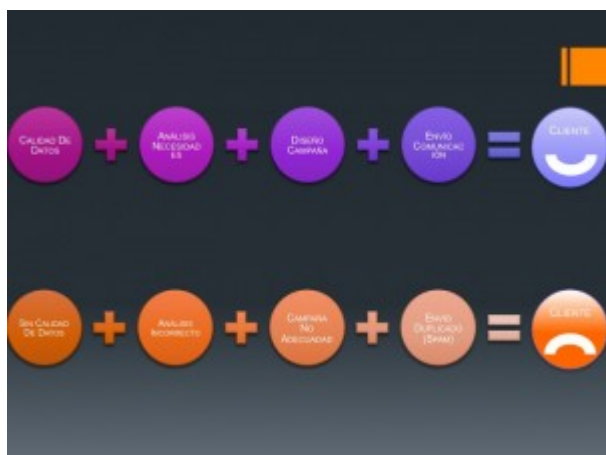 CALIDAD DE
DATOS
ANÁLISIS
NECESIDAD
ES
DISEÑO
CAMPAÑA
ENVÍO
COMUNICAC
IÓN
CLIENTE
SIN CALIDAD
DE DATOS
ANÁLISIS
INCORRECTO
CAMPAÑA
NO
ADECUADAD
ENVÍO
DUPLICADO
(SPAM)
CLIENTE